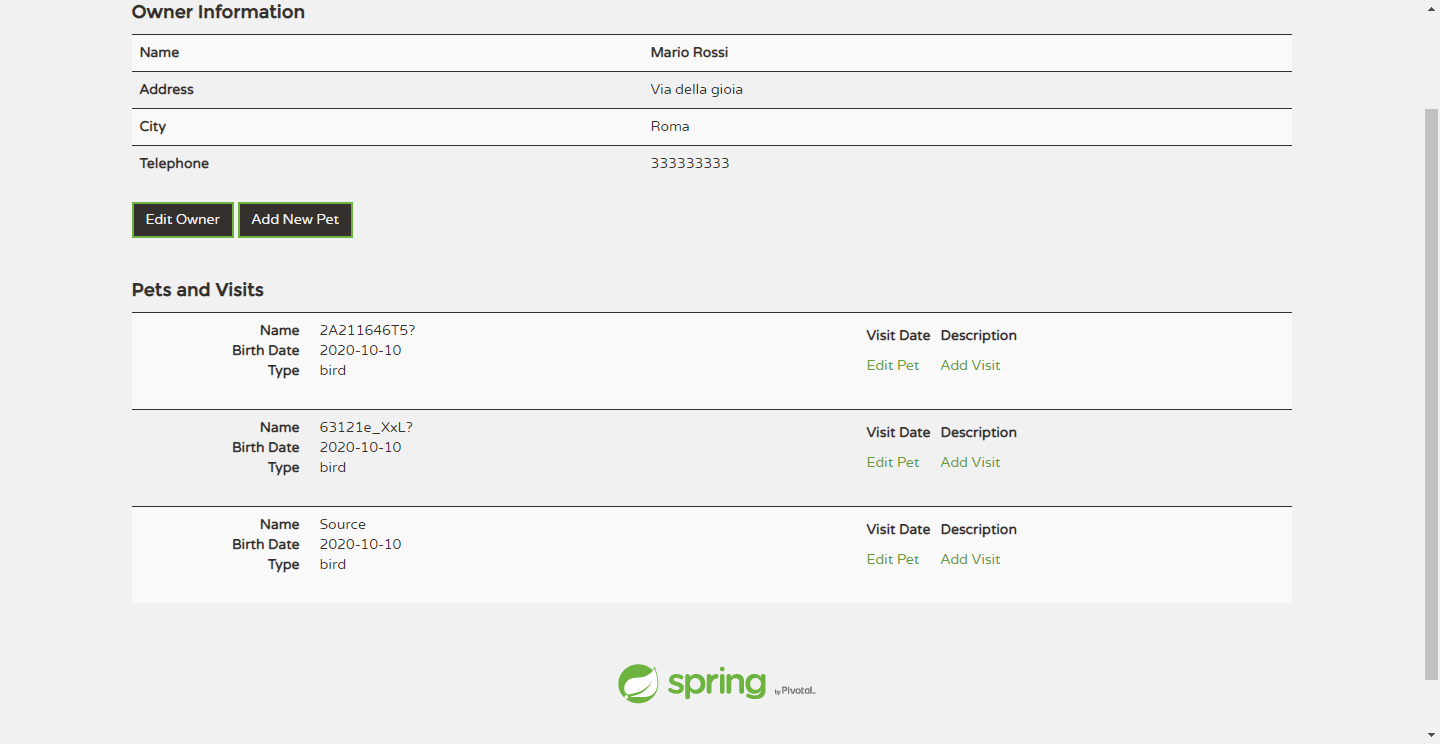 Owner Information
Name Mario Rossi
Address Via della gioia
City Roma
Telephone 333333333
Edit Owner Add New Pet
Pets and Visits
Name 2A211646T5?
Birth Date 2020-10-10
Type bird
Visit Date Description
Edit Pet Add Visit
Name 63121e_XxL?
Birth Date 2020-10-10
Type bird
Visit Date Description
Edit Pet Add Visit
Name Source
Birth Date 2020-10-10
Type bird
Visit Date Description
Edit Pet Add Visit
spring by Pivotal.